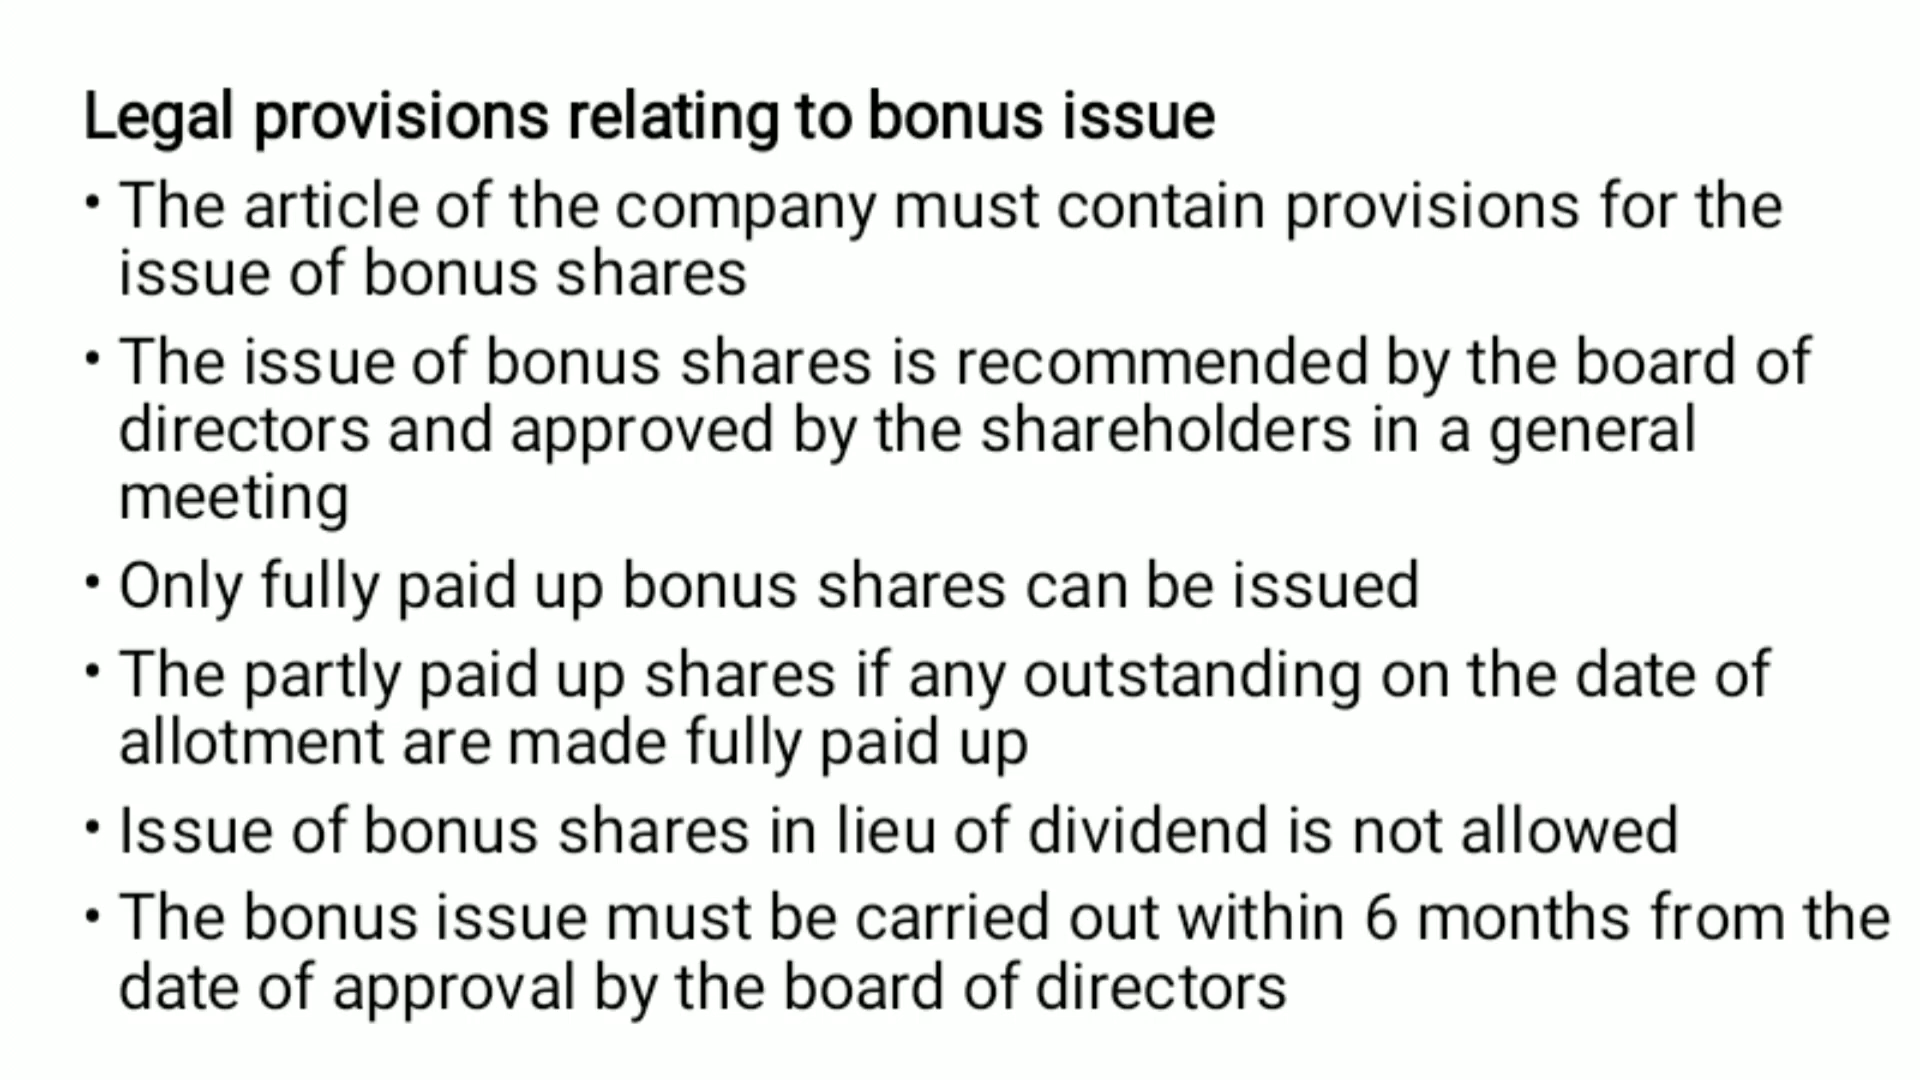 Legal provisions relating to bonus issue
• The article of the company must contain provisions for the
issue of bonus shares
• The issue of bonus shares is recommended by the board of
directors and approved by the shareholders in a general
meeting
• Only fully paid up bonus shares can be issued
• The partly paid up shares if any outstanding on the date of
allotment are made fully paid up
• Issue of bonus shares in lieu of dividend is not allowed
• The bonus issue must be carried out within 6 months from the
date of approval by the board of directors